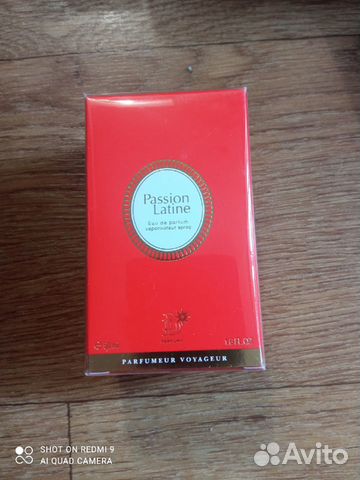 Passion
Latine
Eau de parfum
vaporisateur spray
PARFUMEUR VOYAGEUR
SHOT ON REDMI 9
AI QUAD CAMERA
Avito